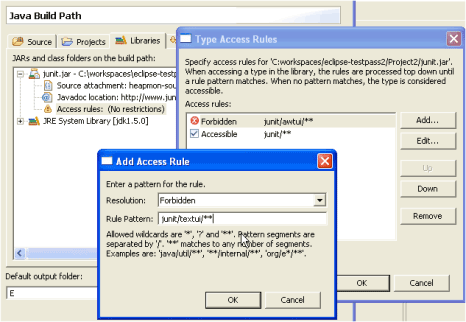 Java Build Path
Source
Projects
Libraries
JARs and class folders on the build path:
junit.jar - C:\workspaces\eclipse-testp
Source attachment: heapmon-sou
Javadoc location: http://www.jun
Access rules: (No restrictions)
JRE System Library [jdk1.5.0]
Default output folder:
E
Type Access Rules
Specify access rules for 'C:\workspaces\eclipse-testpass2/Project2/junit.jar'.
When accessing a type in the library, the rules are processed top down until
a rule pattern matches. When no pattern matches, the type is considered
accessible.
Access rules:
Forbidden junit/awtui/**
Accessible junit/**
Add...
Edit...
Up
Down
Remove
OK
Cancel
Add Access Rule
Enter a pattern for the rule.
Resolution: Forbidden
Rule Pattern: junit/textui/**
Allowed wildcards are '*', '?' and '**'. Pattern segments are
separated by '/'. '**' matches to any number of segments.
Examples are: 'java/util/**', '**/internal/**', 'org/e*/**'.
OK
Cancel